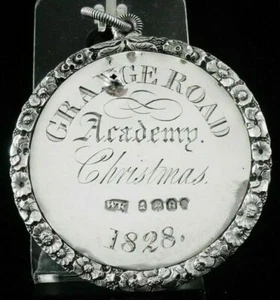 GRANGE ROAD
Academy.
Christmas.
1828.